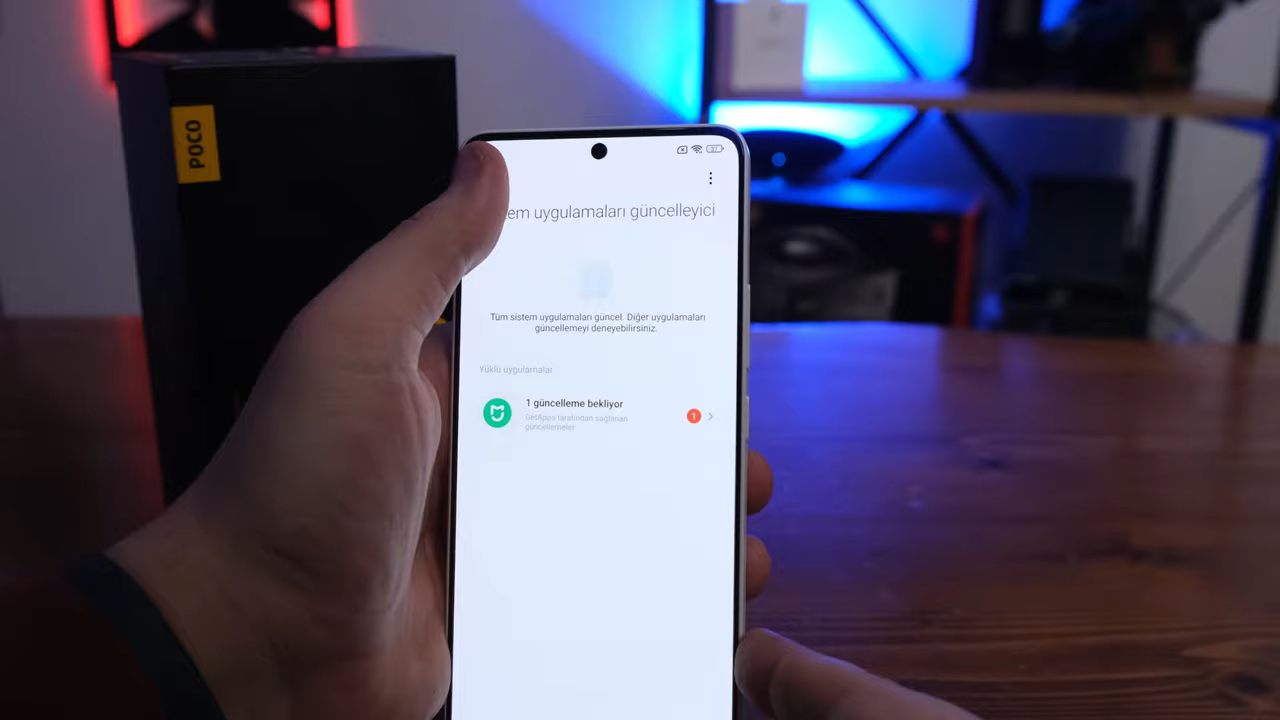 POCO
37
tem uygulamaları güncelleyici
Tüm sistem uygulamaları güncel. Diğer uygulamaları
güncellemeyi deneyebilirsiniz.
Yüklü uygulamalar
1 güncelleme bekliyor
GetApps tarafından sağlanan
güncellemeler
1